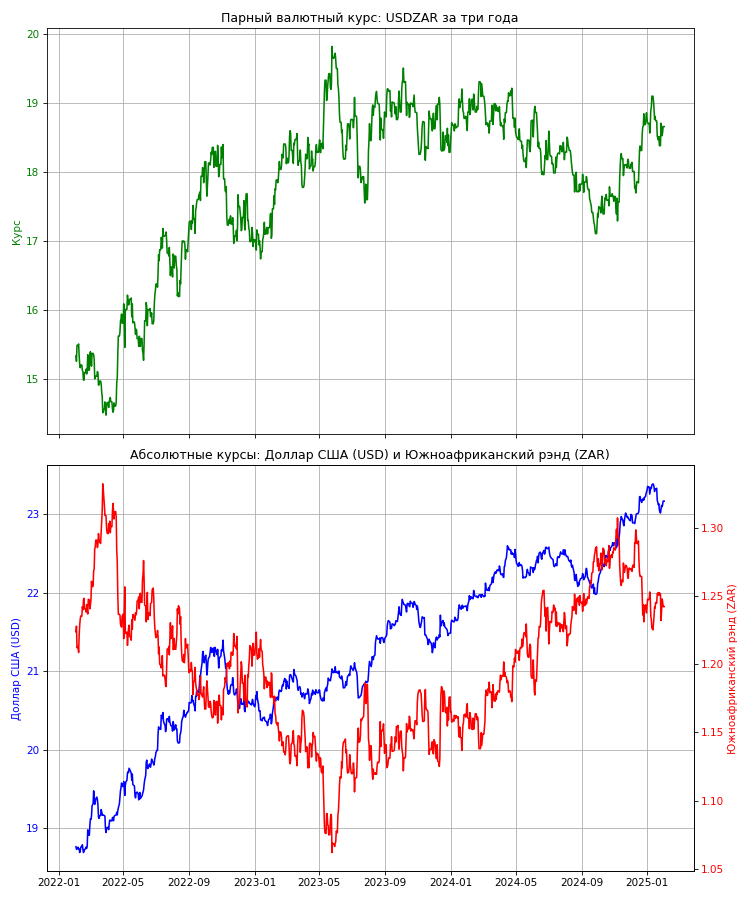 Парный валютный курс: USDZAR за три года
20
19
18
17
16
15
Курс
Абсолютные курсы: Доллар США (USD) и Южноафриканский рэнд (ZAR)
23
22
21
20
19
Доллар США (USD)
1.30
1.25
1.20
1.15
1.10
1.05
Южноафриканский рэнд (ZAR)
2022-01 2022-05 2022-09 2023-01 2023-05 2023-09 2024-01 2024-05 2024-09 2025-01